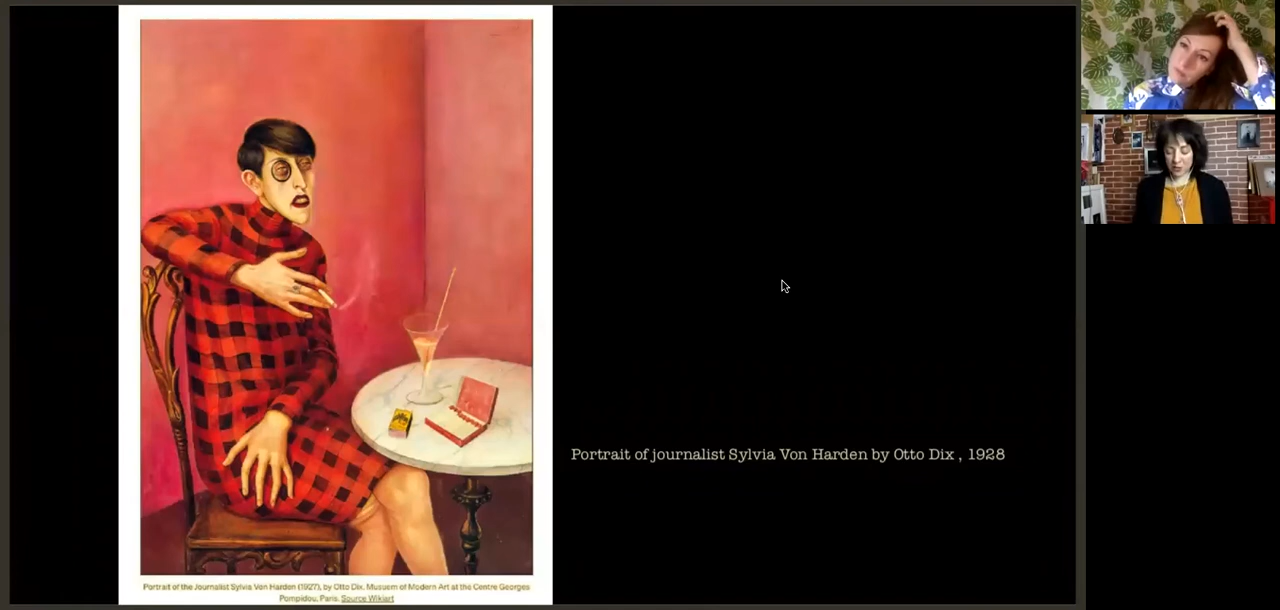 Portrait of journalist Sylvia Von Harden by Otto Dix , 1928
Portrait of the Journalist Sylvia Von Harden (1927), by Otto Dix. Musuem of Modern Art at the Centre Georges
Pompidou, Paris. Source Wikiart